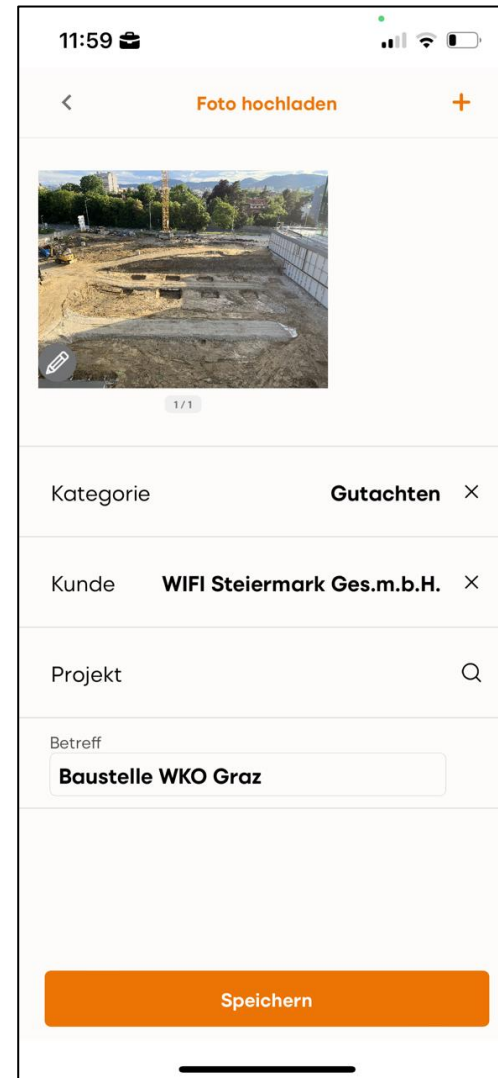 11:59
Foto hochladen
1/1
Kategorie Gutachten
Kunde WIFI Steiermark Ges.m.b.H.
Projekt
Betreff
Baustelle WKO Graz
Speichern